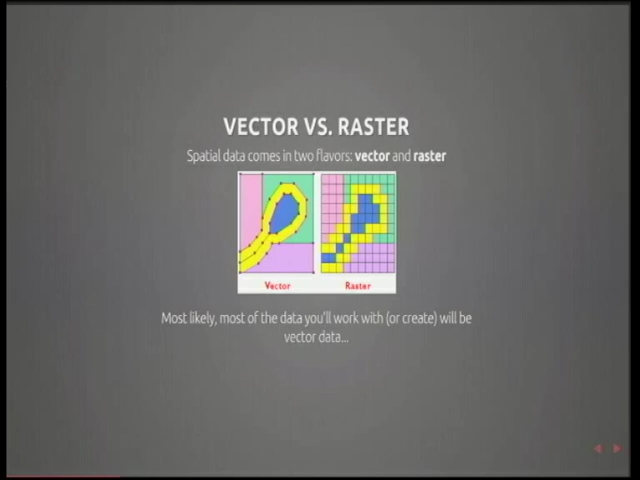 VECTOR VS. RASTER
Spatial data comes in two flavors: vector and raster
Vector
Raster
Most likely, most of the data you'll work with (or create) will be
vector data...